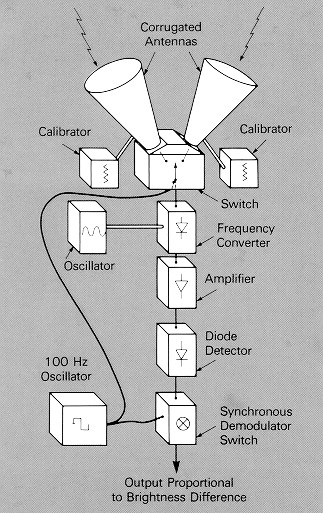 Corrugated
Antennas
Calibrator
Calibrator
Switch
Oscillator
Frequency
Converter
Amplifier
Diode
Detector
100 Hz
Oscillator
Synchronous
Demodulator
Switch
Output Proportional
to Brightness Difference